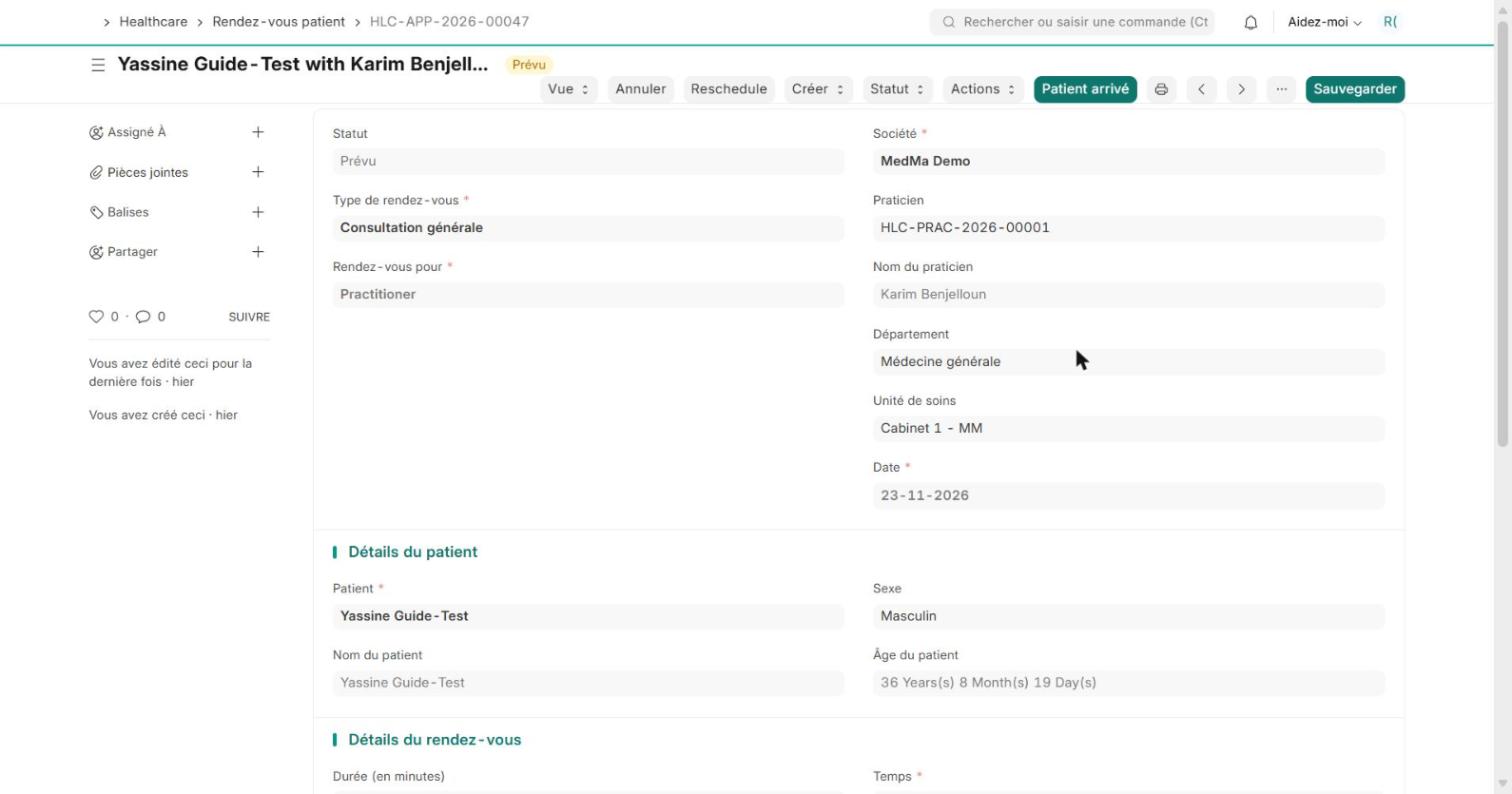 Healthcare > Rendez-vous patient > HLC-APP-2026-00047
Rechercher ou saisir une commande (Ct
Aidez-moi
R(
Yassine Guide-Test with Karim Benjell...
Prévu
Vue
Annuler
Reschedule
Créer
Statut
Actions
Patient arrivé
...
Sauvegarder
Assigné À
Pièces jointes
Balises
Partager
0 · 0
SUIVRE
Vous avez édité ceci pour la
dernière fois · hier
Vous avez créé ceci · hier
Statut
Prévu
Type de rendez-vous *
Consultation générale
Rendez-vous pour *
Practitioner
Société *
MedMa Demo
Praticien
HLC-PRAC-2026-00001
Nom du praticien
Karim Benjelloun
Département
Médecine générale
Unité de soins
Cabinet 1 - MM
Date *
23-11-2026
Détails du patient
Patient *
Yassine Guide-Test
Nom du patient
Yassine Guide-Test
Sexe
Masculin
Âge du patient
36 Years(s) 8 Month(s) 19 Day(s)
Détails du rendez-vous
Durée (en minutes)
Temps *